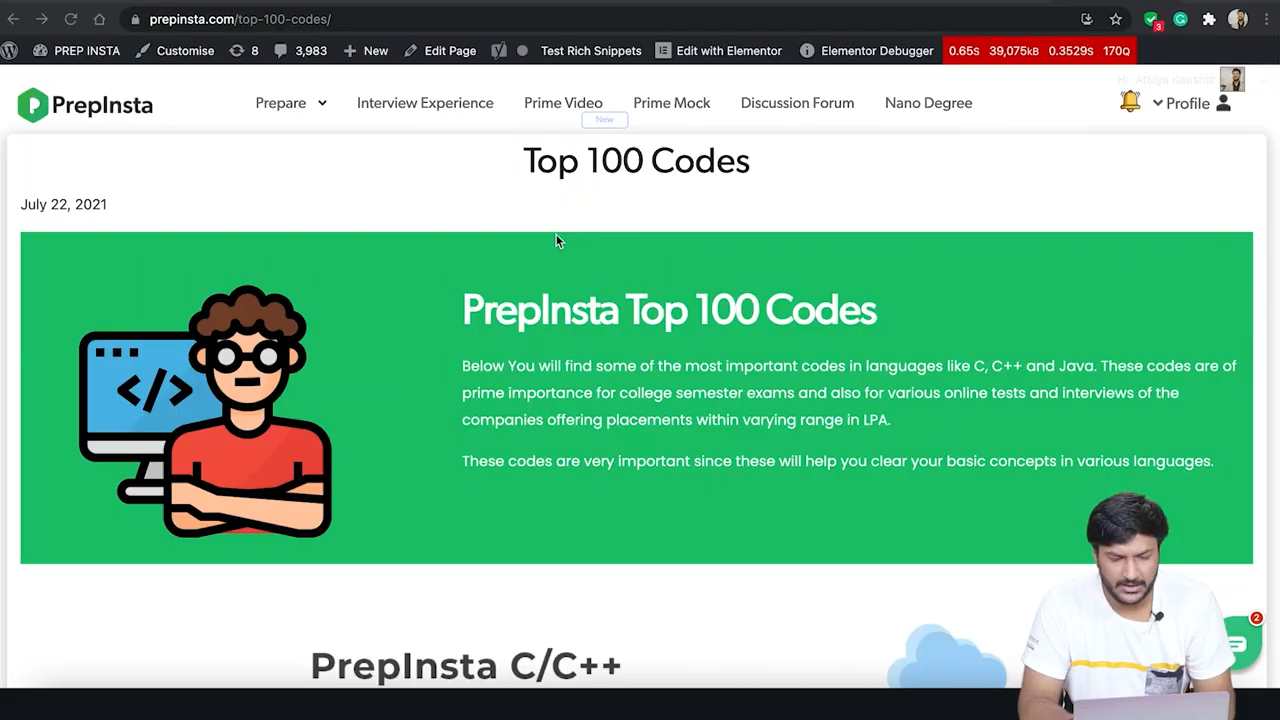 prepinsta.com/top-100-codes/
3
PREP INSTA Customise 8 3,983 New Edit Page Test Rich Snippets Edit with Elementor Elementor Debugger 0.65S 39,075KB 0.3529S 170Q
PrepInsta Prepare Interview Experience Prime Video Prime Mock Discussion Forum Nano Degree Profile
New
Top 100 Codes
July 22, 2021
PrepInsta Top 100 Codes
Below You will find some of the most important codes in languages like C, C++ and Java. These codes are of
prime importance for college semester exams and also for various online tests and interviews of the
companies offering placements within varying range in LPA.
These codes are very important since these will help you clear your basic concepts in various languages.
2
PrepInsta C/C++